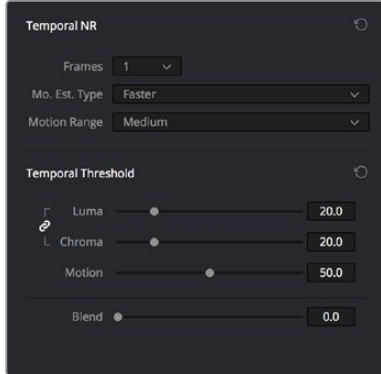 Temporal NR
Frames 1
Mo. Est. Type Faster
Motion Range Medium
Temporal Threshold
Luma 20.0
Chroma 20.0
Motion 50.0
Blend 0.0